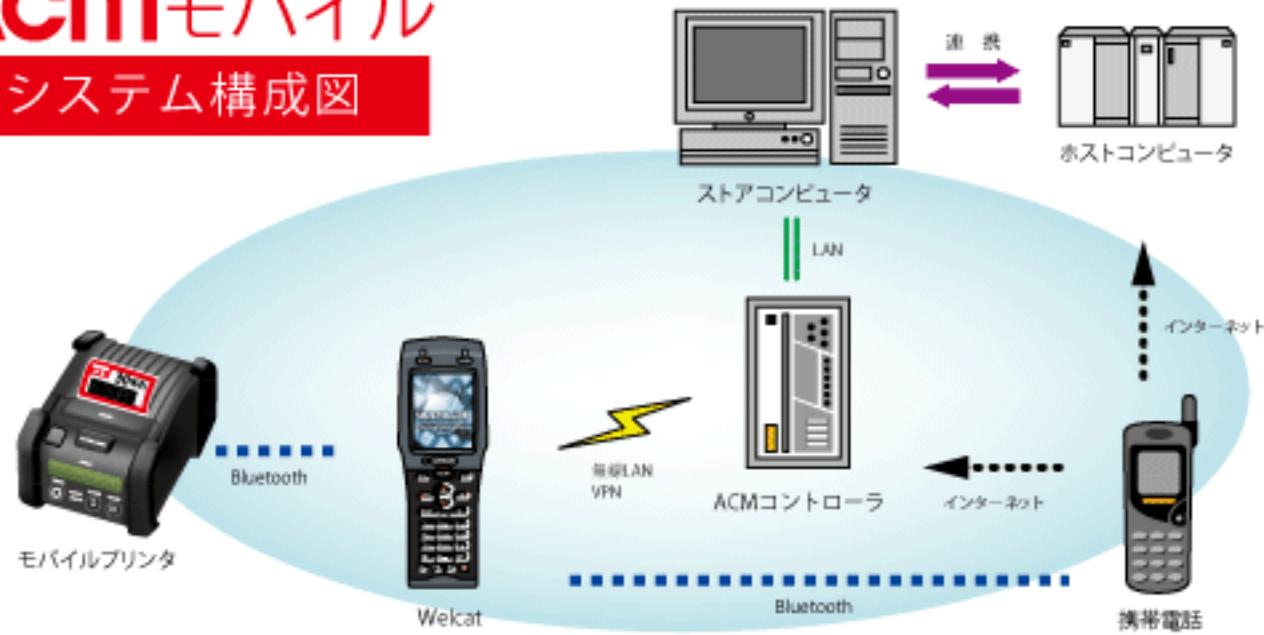 ACMモバイル
システム構成図
連 携
ホストコンピュータ
ストアコンピュータ
LAN
インターネット
Bluetooth
無線LAN
VPN
ACMコントローラ
インターネット
モバイルプリンタ
Welcat
Bluetooth
携帯電話